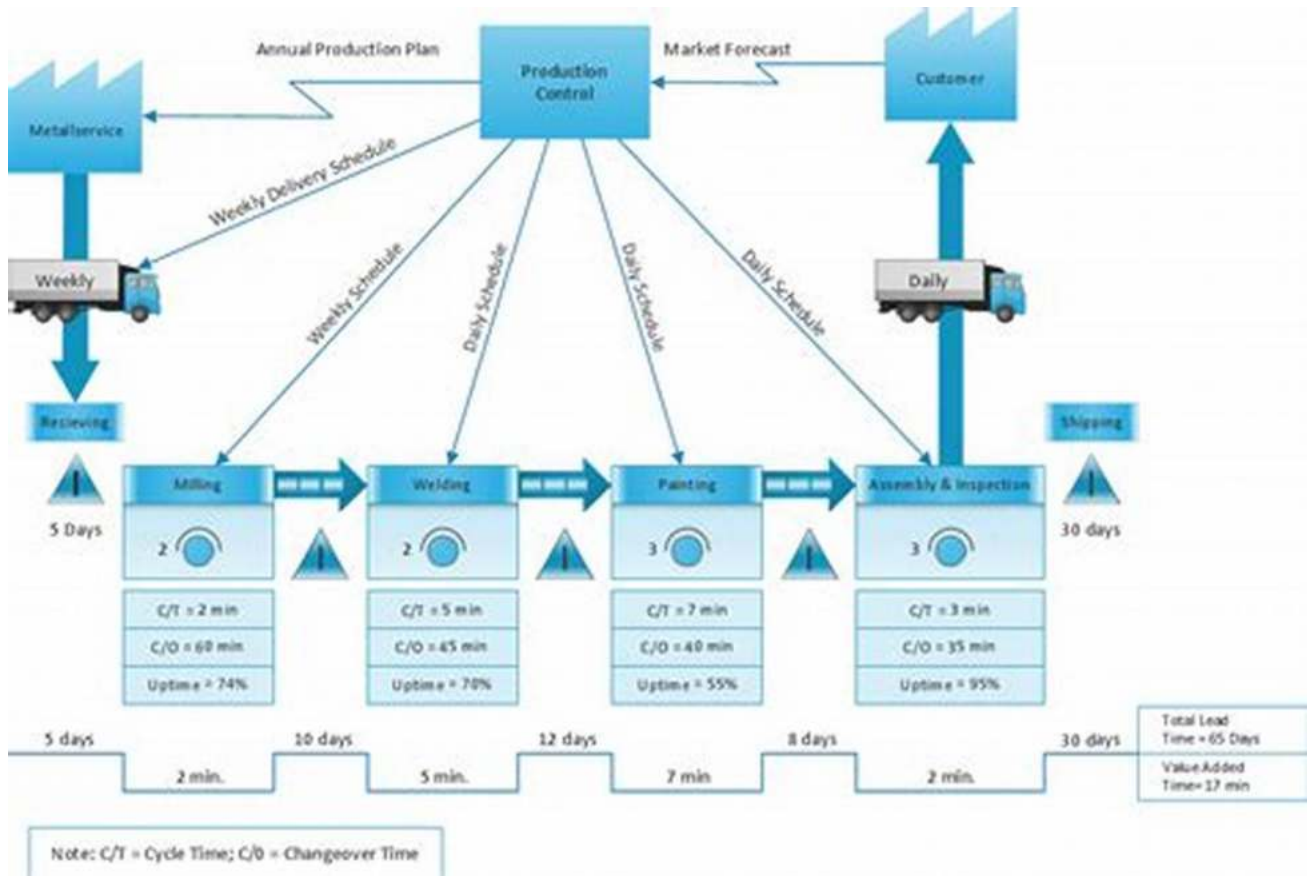 Annual Production Plan
Market Forecast
Production
Control
Customer
Metallservice
Weekly Delivery Schedule
Weekly
Weekly Schedule
Daily Schedule
Daily Schedule
Daily Schedule
Daily
Recieving
Shipping
5 Days
30 days
Milling
Welding
Painting
Assembly & Inspection
2
2
3
3
C/T = 2 min
C/T = 5 min
C/T = 7 min
C/T = 3 min
C/O = 60 min
C/O = 45 min
C/O = 40 min
C/O = 35 min
Uptime = 74%
Uptime = 70%
Uptime = 55%
Uptime = 95%
5 days
10 days
12 days
8 days
30 days
2 min.
5 min.
7 min
2 min.
Total Lead
Time = 65 Days
Value Added
Time= 17 min
Note: C/T = Cycle Time; C/0 = Changeover Time